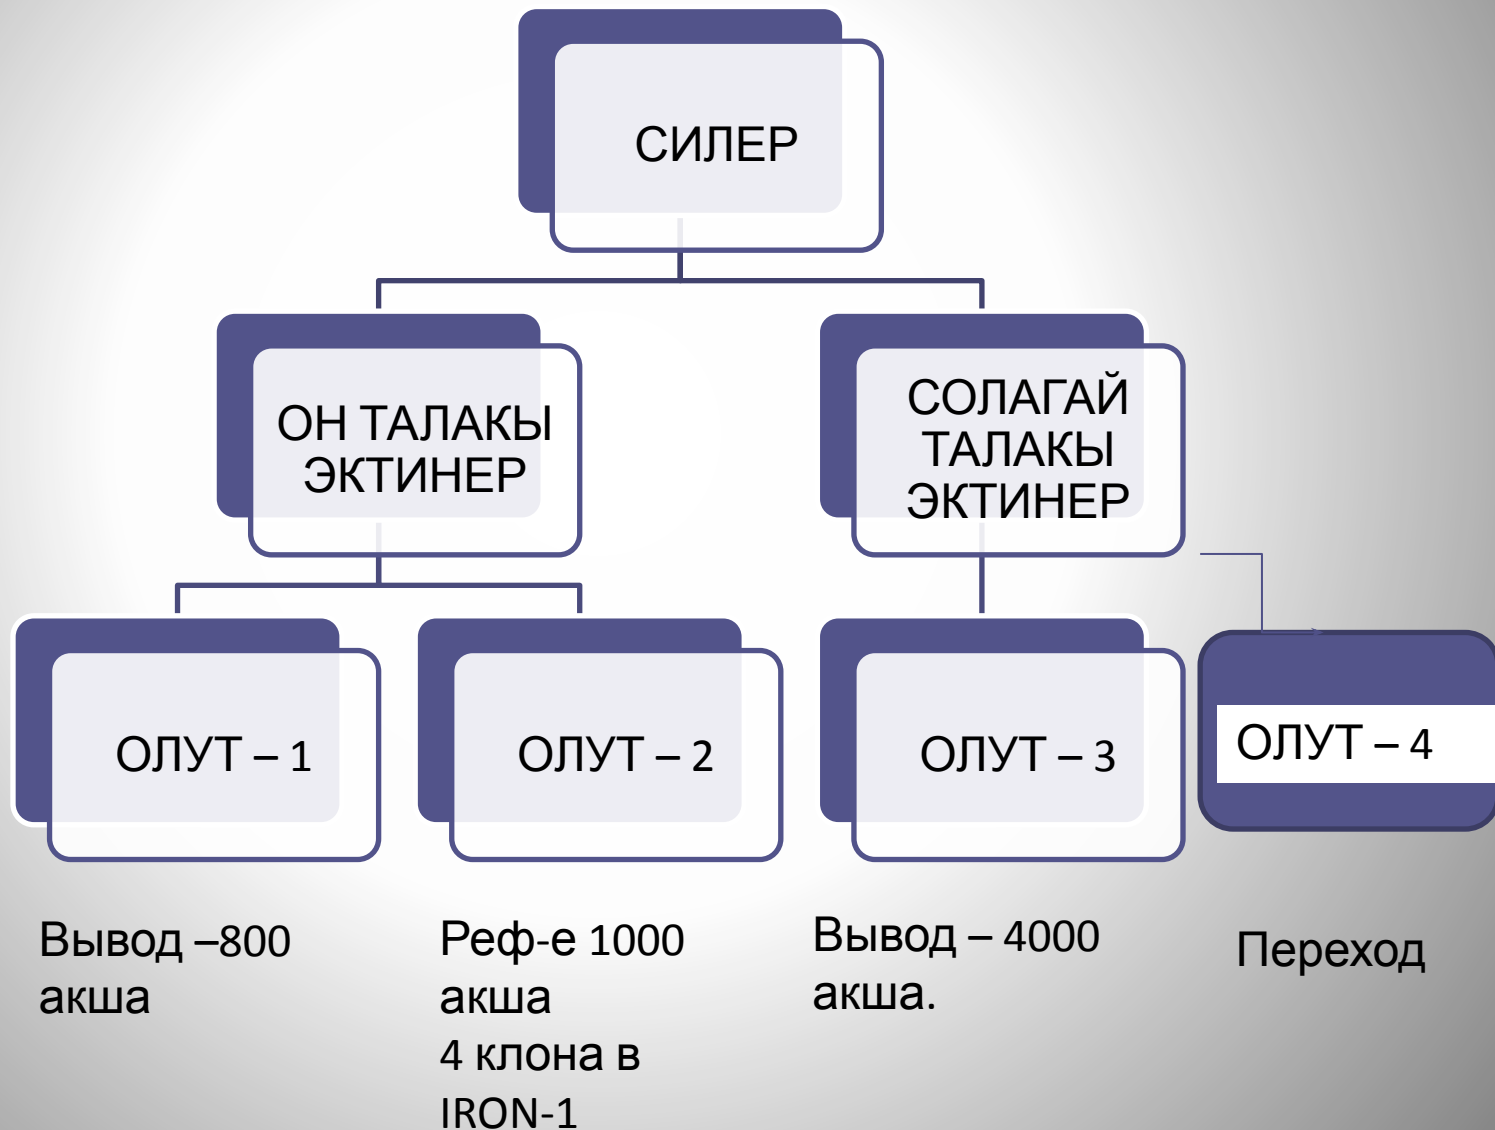 СИЛЕР
ОН ТАЛАКЫ
ЭКТИНЕР
СОЛАГАЙ
ТАЛАКЫ
ЭКТИНЕР
ОЛУТ – 1
ОЛУТ – 2
ОЛУТ – 3
ОЛУТ – 4
Вывод –800
акша
Реф-е 1000
акша
4 клона в
IRON-1
Вывод – 4000
акша.
Переход